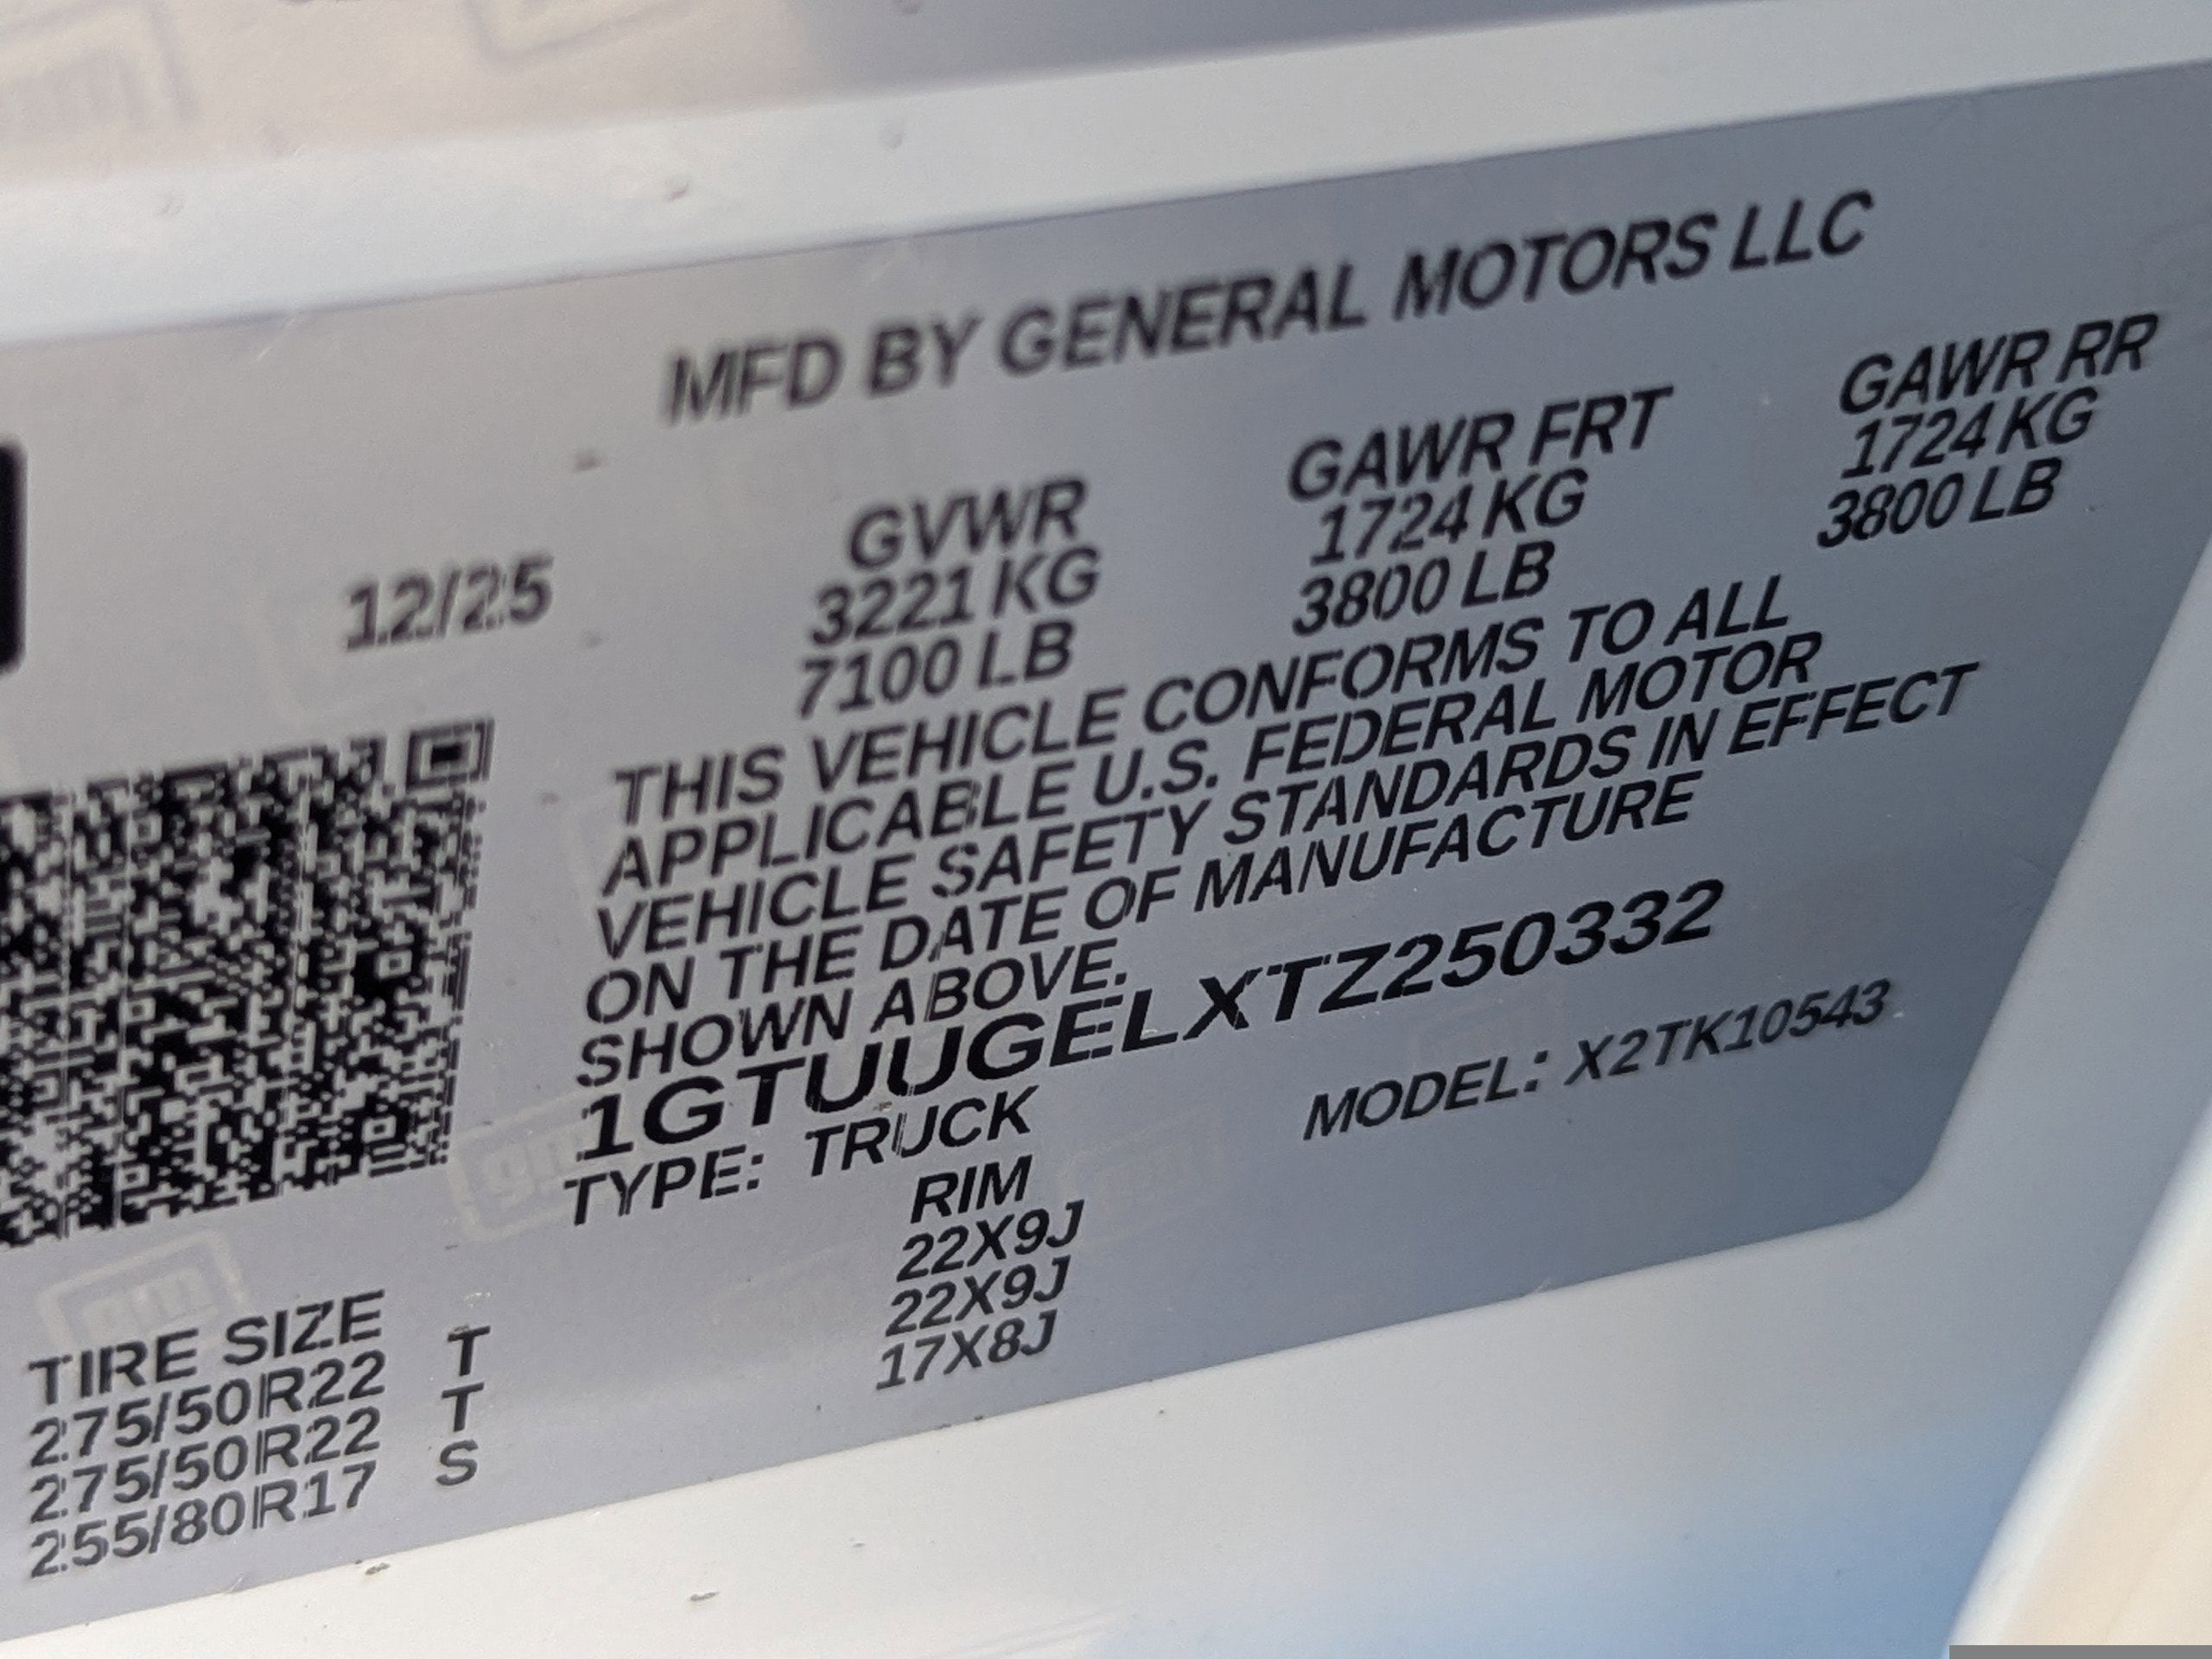 MFD BY GENERAL MOTORS LLC
12/25
GVWR GAWR FRT GAWR RR
3221 KG 1724 KG 1724 KG
7100 LB 3800 LB 3800 LB
THIS VEHICLE CONFORMS TO ALL
APPLICABLE U.S. FEDERAL MOTOR
VEHICLE SAFETY STANDARDS IN EFFECT
ON THE DATE OF MANUFACTURE
SHOWN ABOVE.
1GTUUGELXTZ250332
TYPE: TRUCK MODEL: X2TK10543
TIRE SIZE RIM
275/50R22 T 22X9J
275/50R22 T 22X9J
255/80R17 S 17X8J
gm
gm